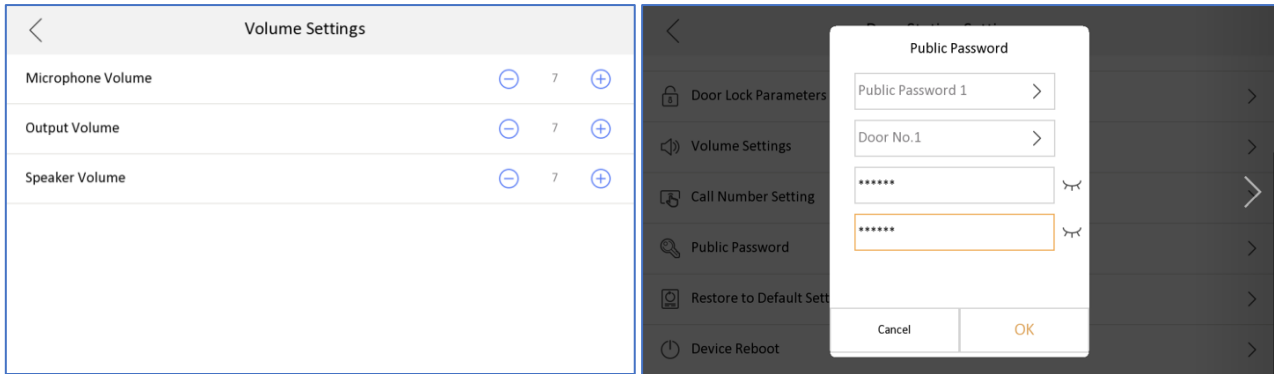 Volume Settings
Microphone Volume 7
Output Volume 7
Speaker Volume 7
Public Password
Public Password 1
Door No.1
******
******
Cancel OK
Door Lock Parameters
Volume Settings
Call Number Setting
Public Password
Restore to Default Sett
Device Reboot